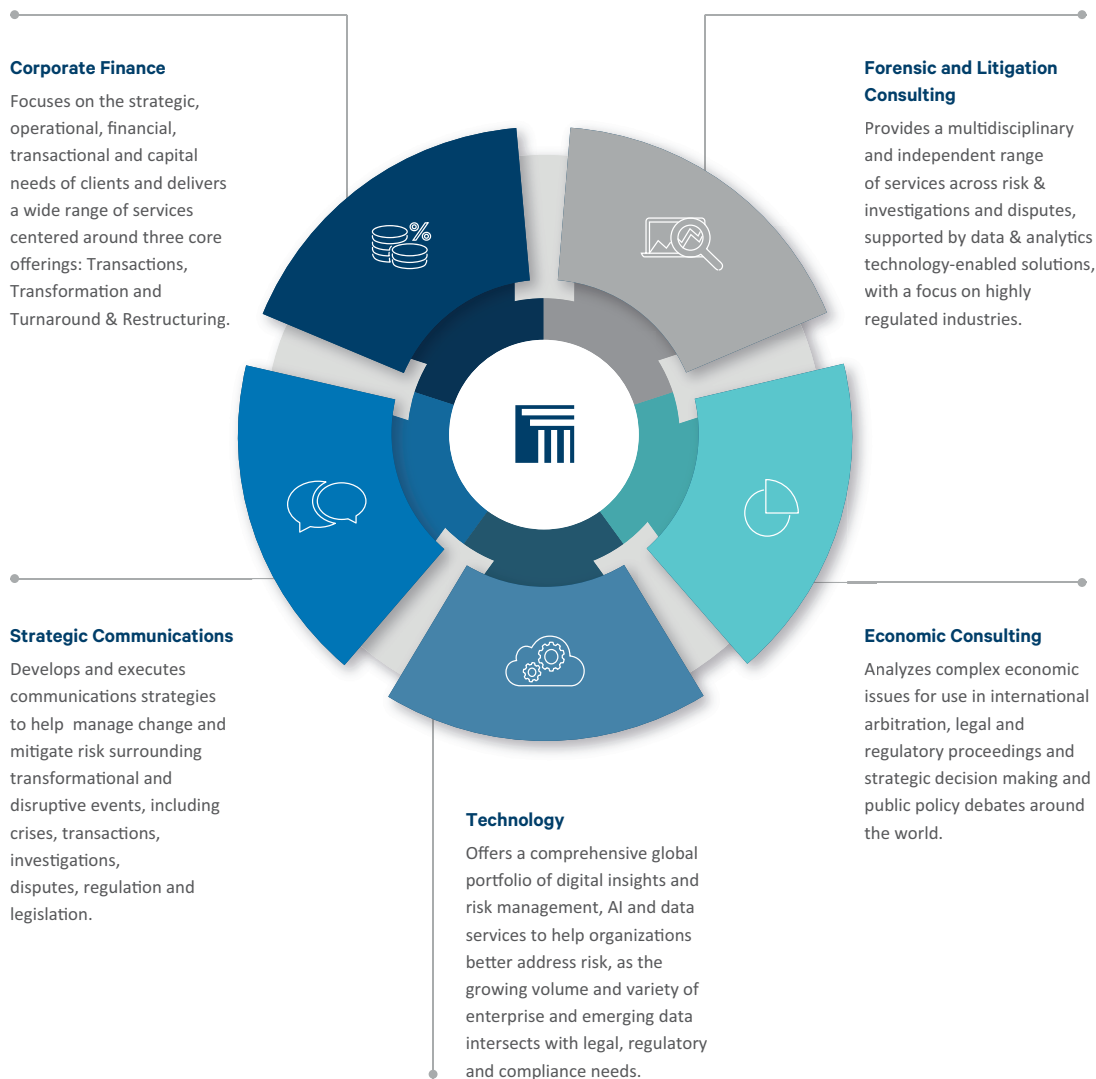 Corporate Finance
Focuses on the strategic,
operational, financial,
transactional and capital
needs of clients and delivers
a wide range of services
centered around three core
offerings: Transactions,
Transformation and
Turnaround & Restructuring.
Forensic and Litigation
Consulting
Provides a multidisciplinary
and independent range
of services across risk &
investigations and disputes,
supported by data & analytics
technology-enabled solutions,
with a focus on highly
regulated industries.
%
Strategic Communications
Develops and executes
communications strategies
to help  manage change and
mitigate risk surrounding
transformational and
disruptive events, including
crises, transactions,
investigations,
disputes, regulation and
legislation.
Technology
Offers a comprehensive global
portfolio of digital insights and
risk management, AI and data
services to help organizations
better address risk, as the
growing volume and variety of
enterprise and emerging data
intersects with legal, regulatory
and compliance needs.
Economic Consulting
Analyzes complex economic
issues for use in international
arbitration, legal and
regulatory proceedings and
strategic decision making and
public policy debates around
the world.